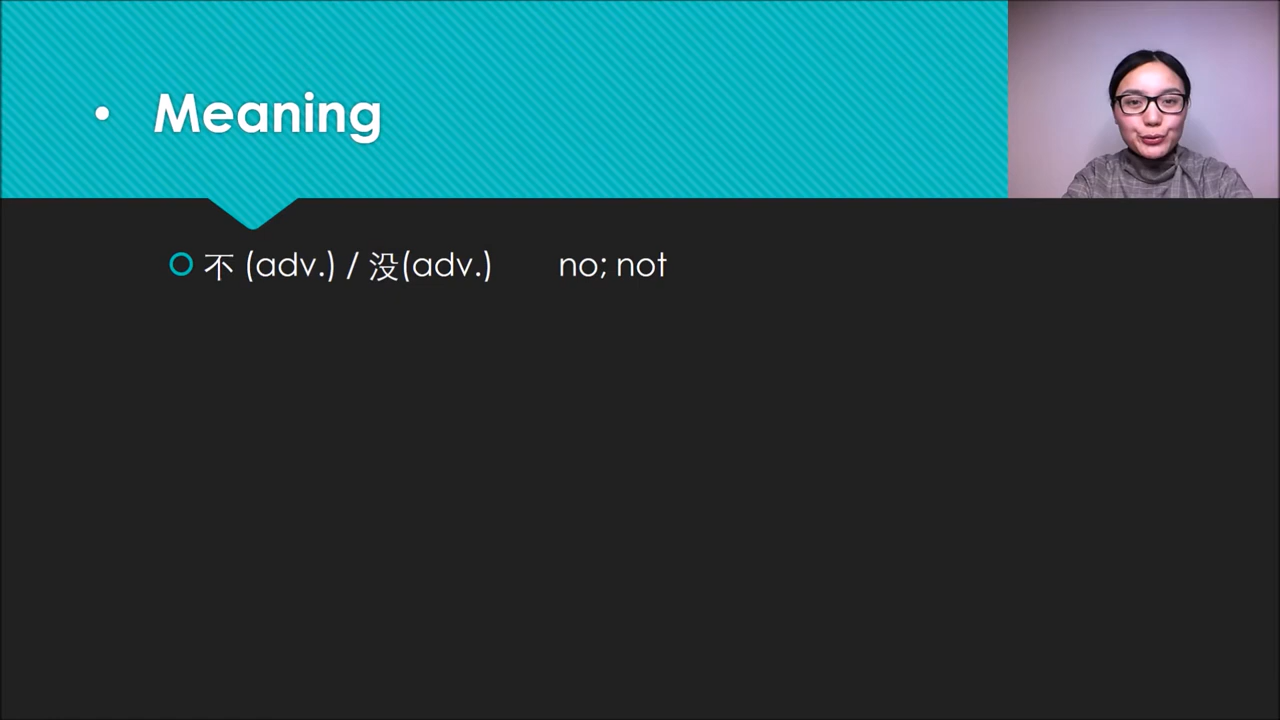 • Meaning
不 (adv.) / 没(adv.) no; not